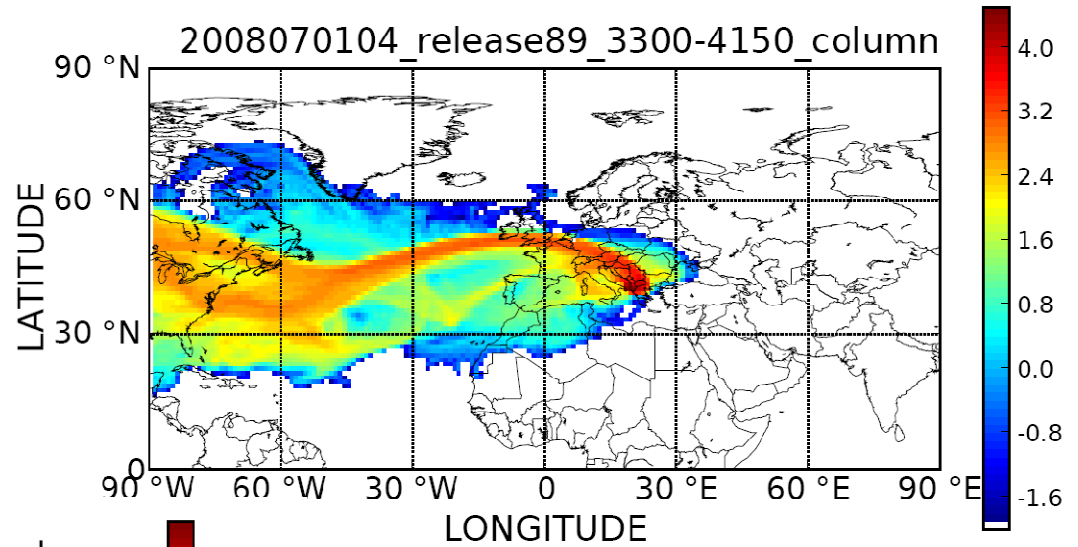 2008070104_release89_3300-4150_column
90 °N
60 °N
30 °N
0
90 °W 60 °W 30 °W 0 30 °E 60 °E 90 °E
LATITUDE
LONGITUDE
4.0
3.2
2.4
1.6
0.8
0.0
-0.8
-1.6